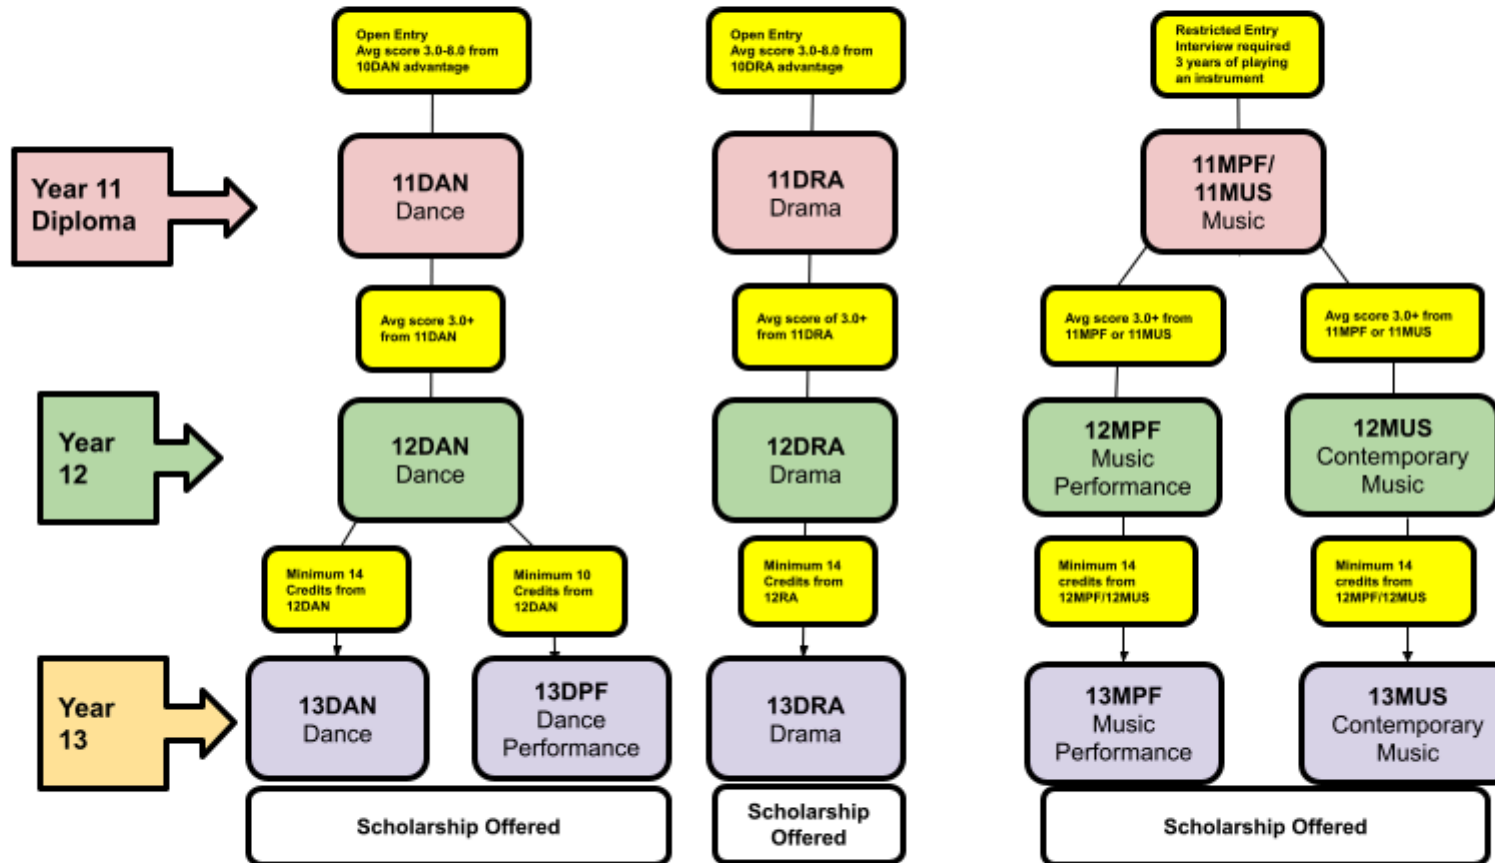 Open Entry
Avg score 3.0-8.0 from
10DAN advantage
Open Entry
Avg score 3.0-8.0 from
10DRA advantage
Restricted Entry
Interview required
3 years of playing
an instrument
Year 11
Diploma
11DAN
Dance
11DRA
Drama
11MPF/
11MUS
Music
Avg score 3.0+
from 11DAN
Avg score of 3.0+
from 11DRA
Avg score 3.0+ from
11MPF or 11MUS
Avg score 3.0+ from
11MPF or 11MUS
Year
12
12DAN
Dance
12DRA
Drama
12MPF
Music
Performance
12MUS
Contemporary
Music
Minimum 14
Credits from
12DAN
Minimum 10
Credits from
12DAN
Minimum 14
Credits from
12RA
Minimum 14
credits from
12MPF/12MUS
Minimum 14
credits from
12MPF/12MUS
Year
13
13DAN
Dance
13DPF
Dance
Performance
13DRA
Drama
13MPF
Music
Performance
13MUS
Contemporary
Music
Scholarship Offered
Scholarship
Offered
Scholarship Offered